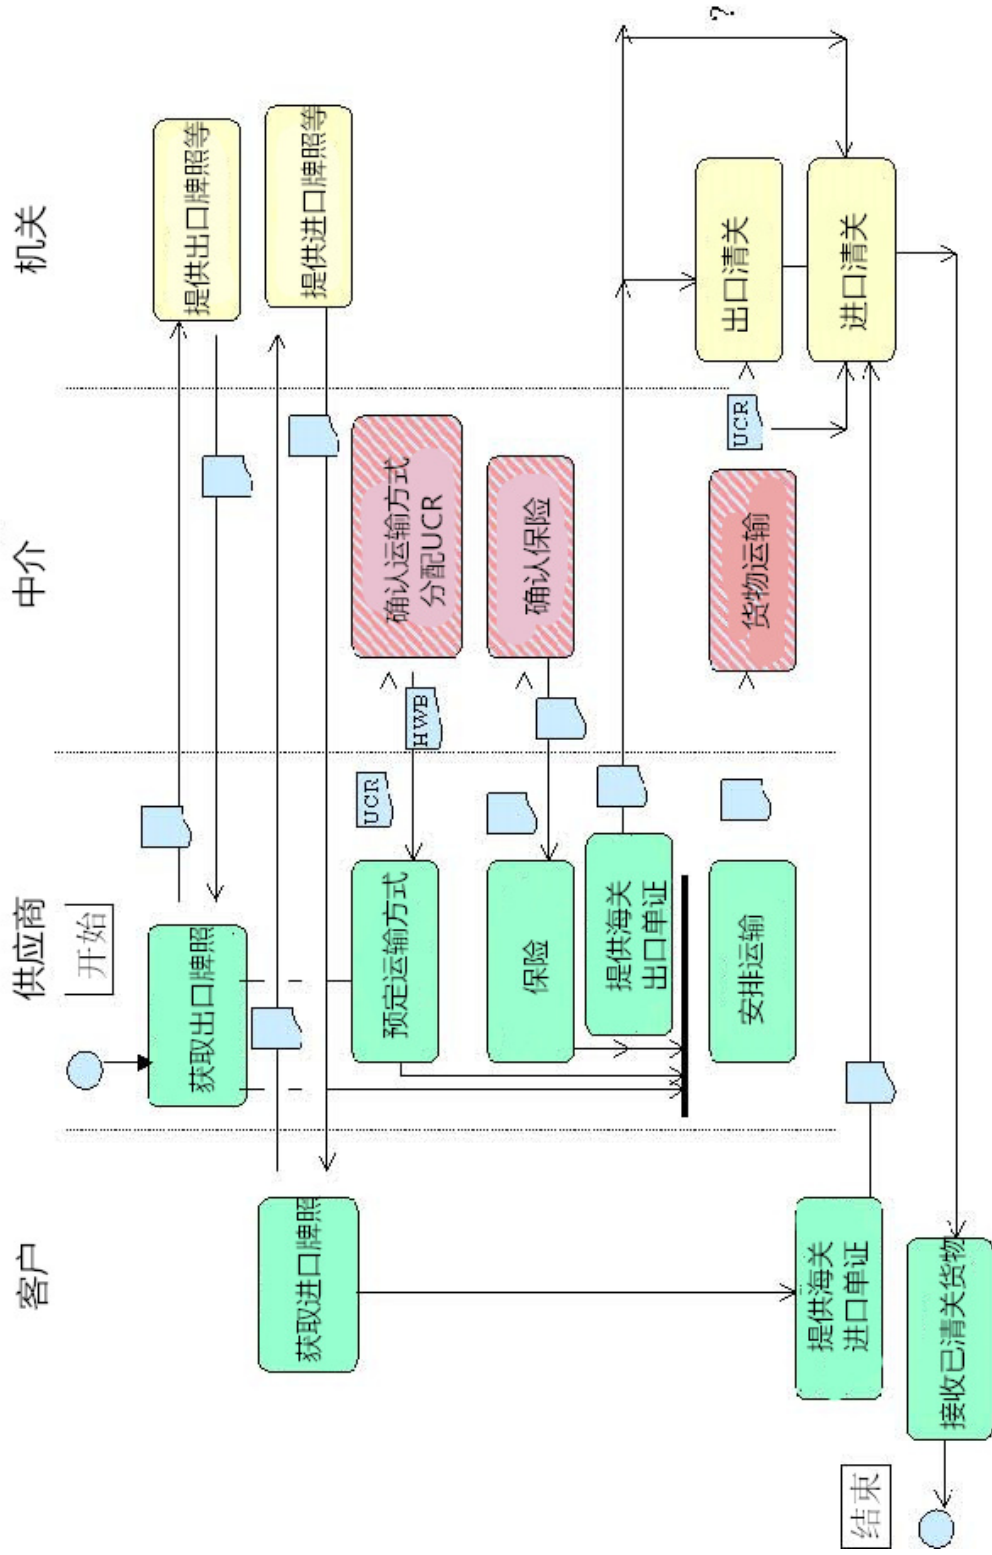 客户
供应商
中介
机关
开始
获取出口牌照
提供出口牌照等
获取进口牌照
提供进口牌照等
预定运输方式
UCR
HWB
确认运输方式
分配UCR
保险
确认保险
提供海关
出口单证
安排运输
货物运输
UCR
出口清关
?
提供海关
进口单证
进口清关
接收已清关货物
结束